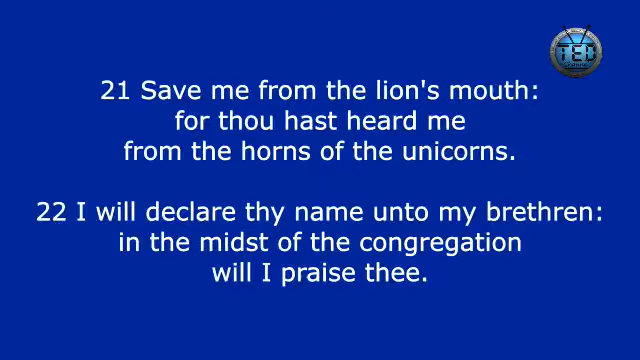 TED
21 Save me from the lion's mouth:
for thou hast heard me
from the horns of the unicorns.
22 I will declare thy name unto my brethren:
in the midst of the congregation
will I praise thee.